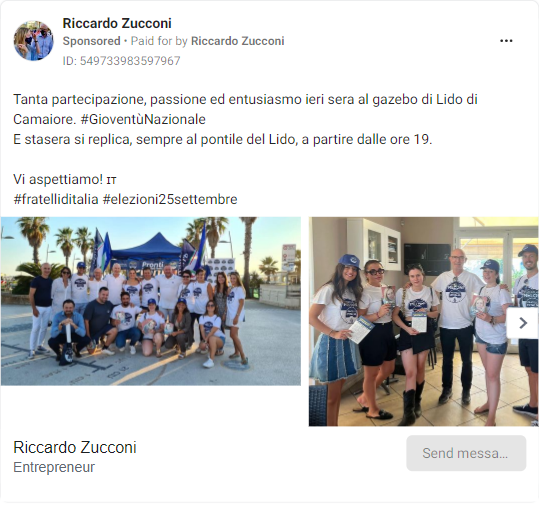 Riccardo Zucconi
Sponsored • Paid for by Riccardo Zucconi
ID: 549733983597967
Tanta partecipazione, passione ed entusiasmo ieri sera al gazebo di Lido di
Camaiore. #GioventùNazionale
E stasera si replica, sempre al pontile del Lido, a partire dalle ore 19.
Vi aspettiamo! IT
#fratelliditalia #elezioni25settembre
Pronti
Riccardo Zucconi
Entrepreneur
Send messa...